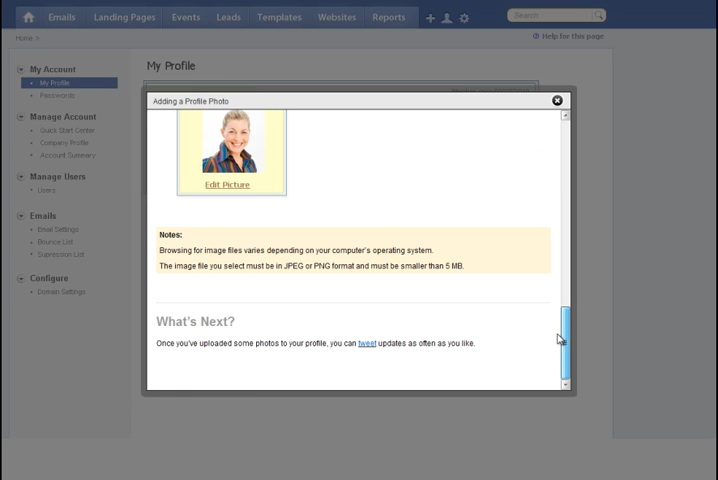 Emails Landing Pages Events Leads Templates Websites Reports Search
Home > Help for this page
My Account
My Profile
Passwords
Manage Account
Quick Start Center
Company Profile
Account Summary
Manage Users
Users
Emails
Email Settings
Bounce List
Supression List
Configure
Domain Settings
My Profile
Adding a Profile Photo
Edit Picture
Notes:
Browsing for image files varies depending on your computer's operating system.
The image file you select must be in JPEG or PNG format and must be smaller than 5 MB.
What's Next?
Once you've uploaded some photos to your profile, you can tweet updates as often as you like.